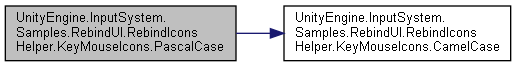 UnityEngine.InputSystem.
Samples.RebindUI.RebindIcons
Helper.KeyMouseIcons.PascalCase
UnityEngine.InputSystem.
Samples.RebindUI.RebindIcons
Helper.KeyMouseIcons.CamelCase